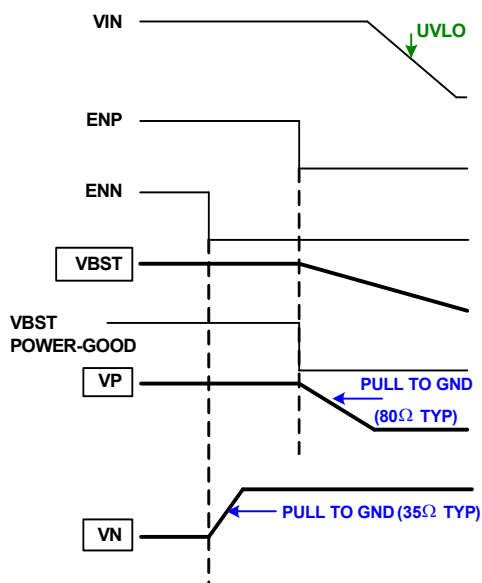 VIN
UVLO
ENP
ENN
VBST
VBST
POWER-GOOD
VP
PULL TO GND
(80Ω TYP)
VN
PULL TO GND (35Ω TYP)